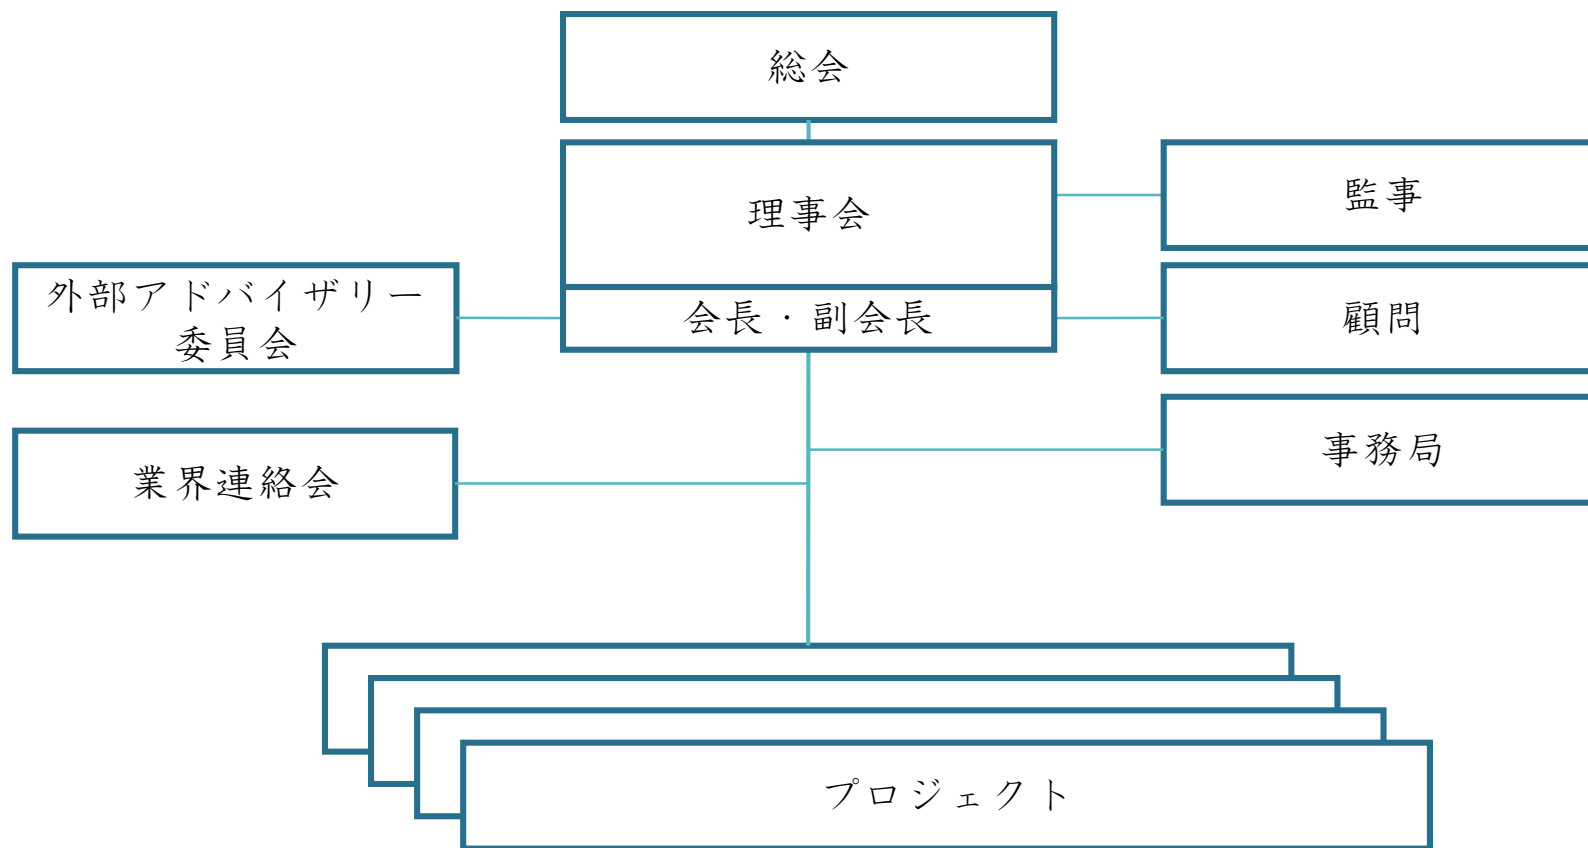 総会
理事会
監事
外部アドバイザリー
委員会
会長・副会長
顧問
業界連絡会
事務局
プロジェクト